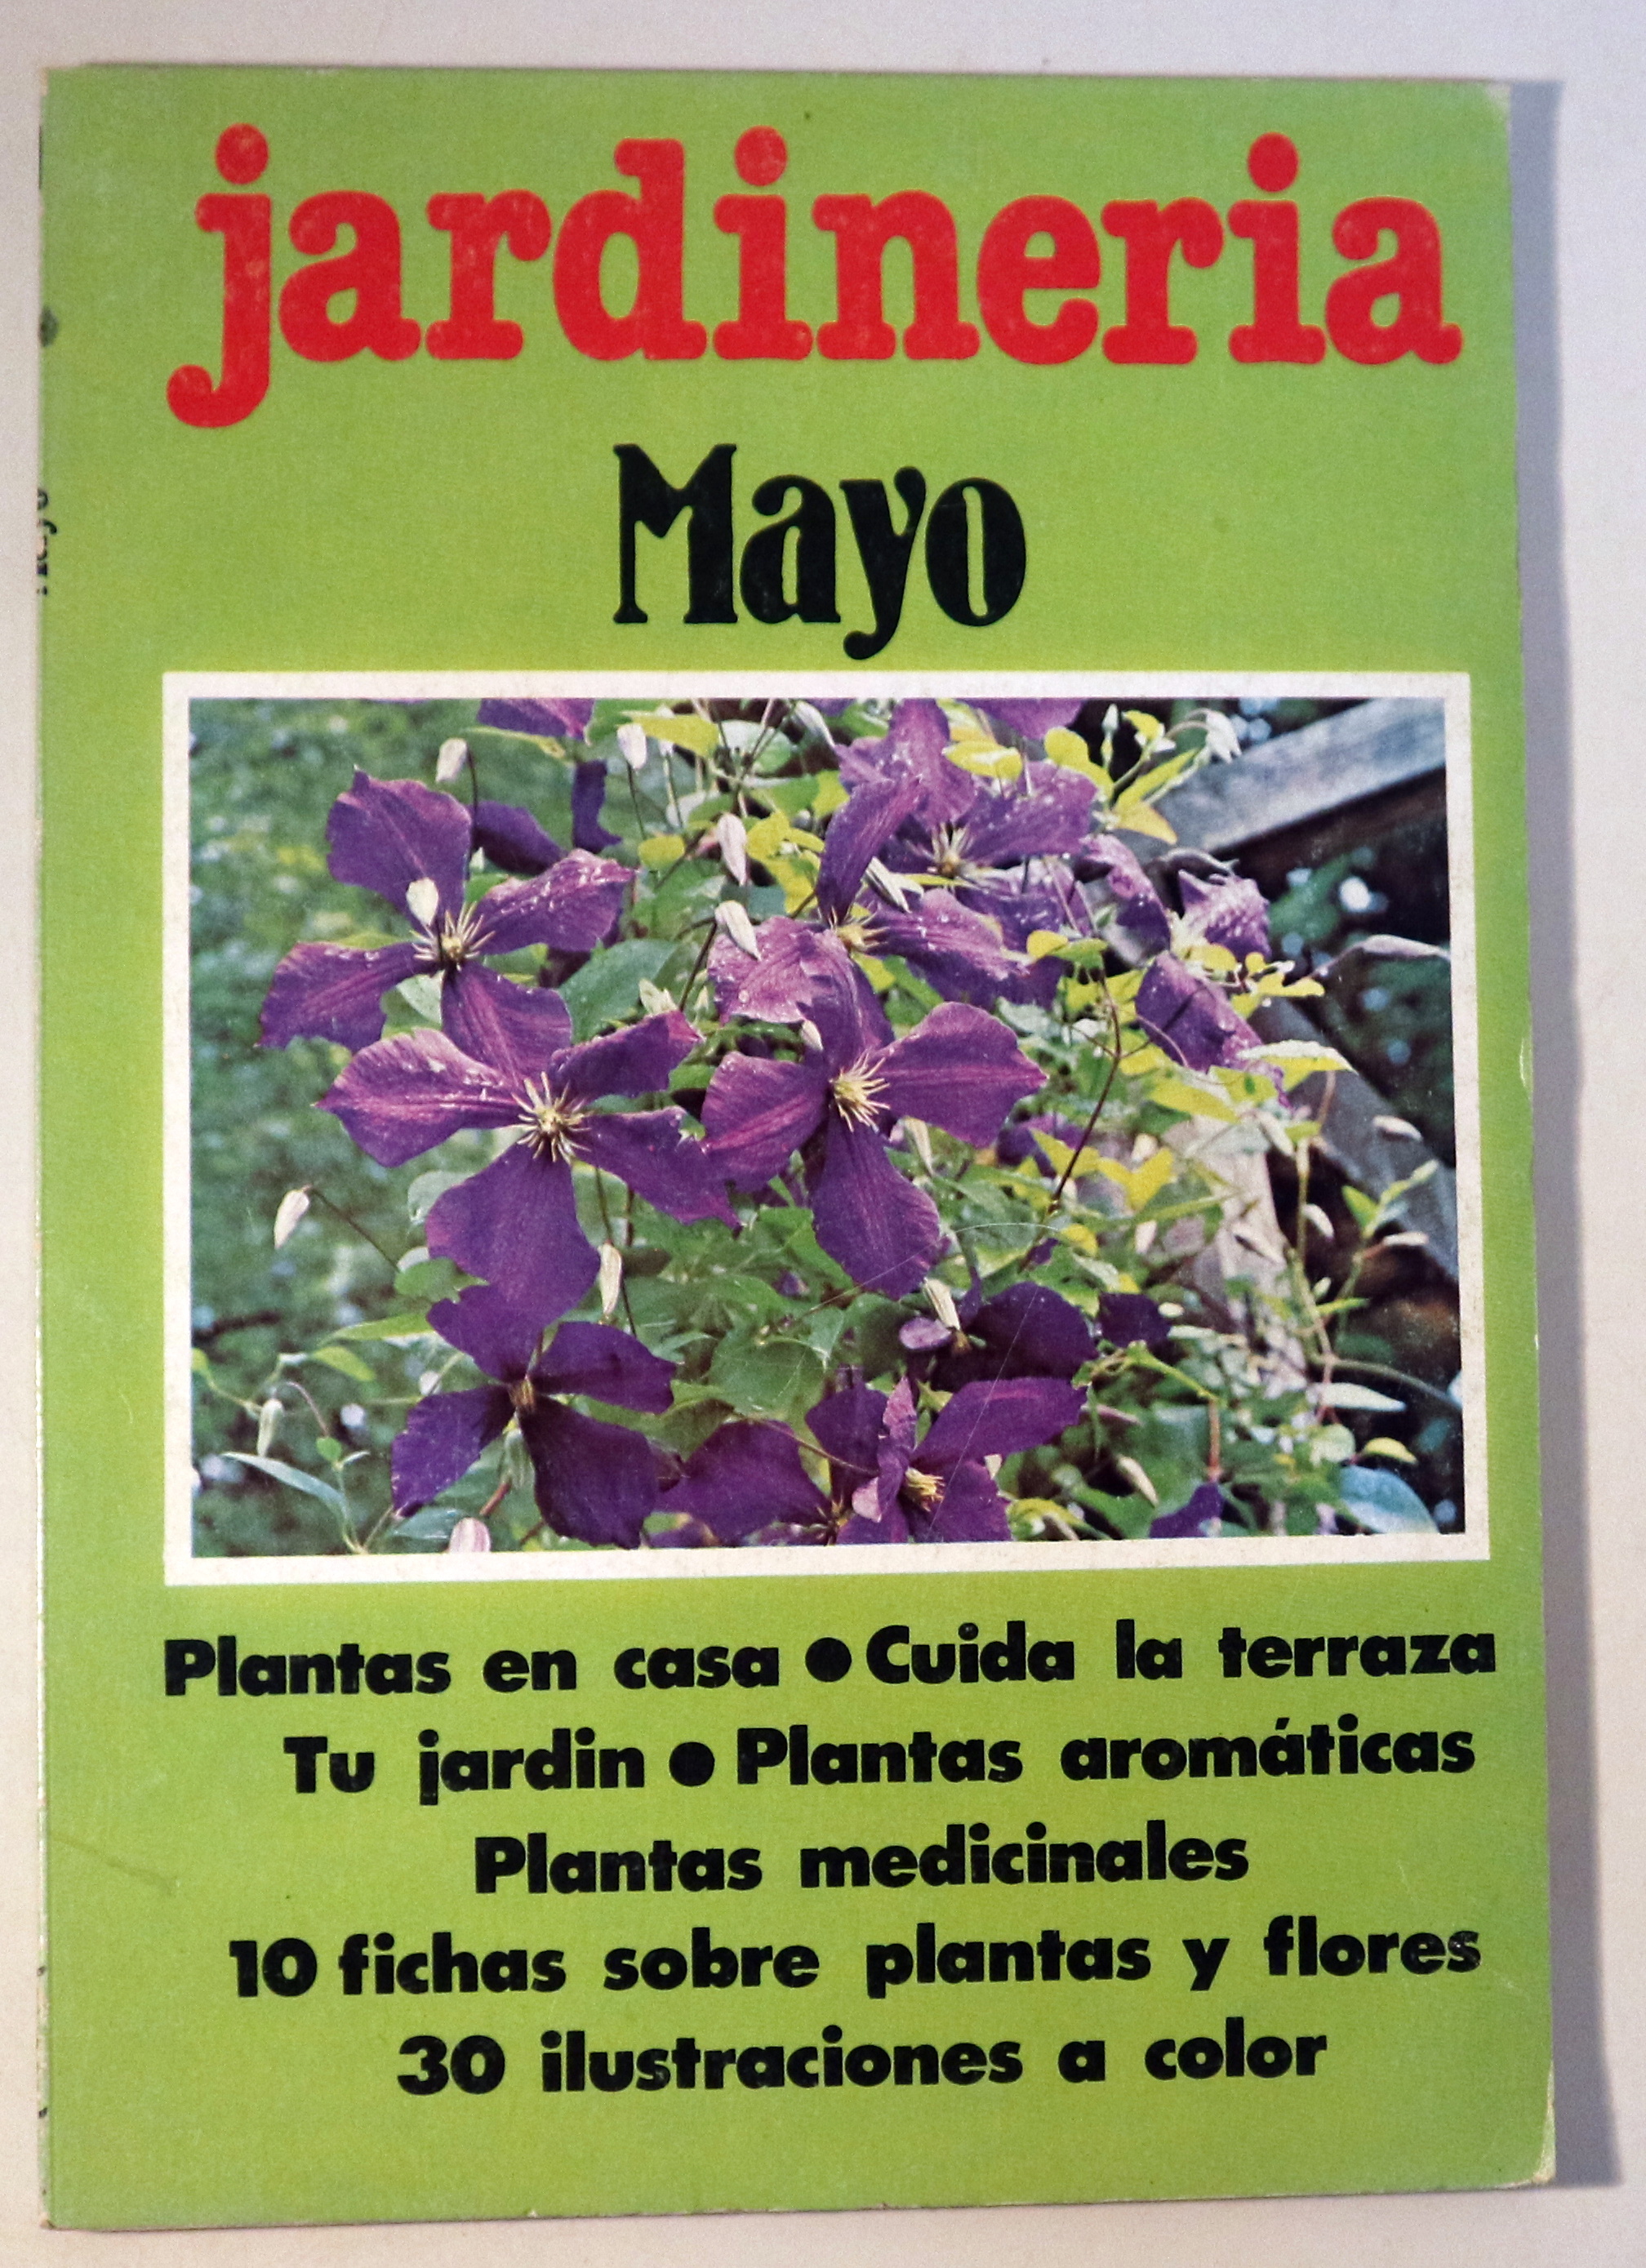 jardineria
Mayo
Plantas en casa ● Cuida la terraza
Tu jardin ● Plantas aromáticas
Plantas medicinales
10 fichas sobre plantas y flores
30 ilustraciones a color